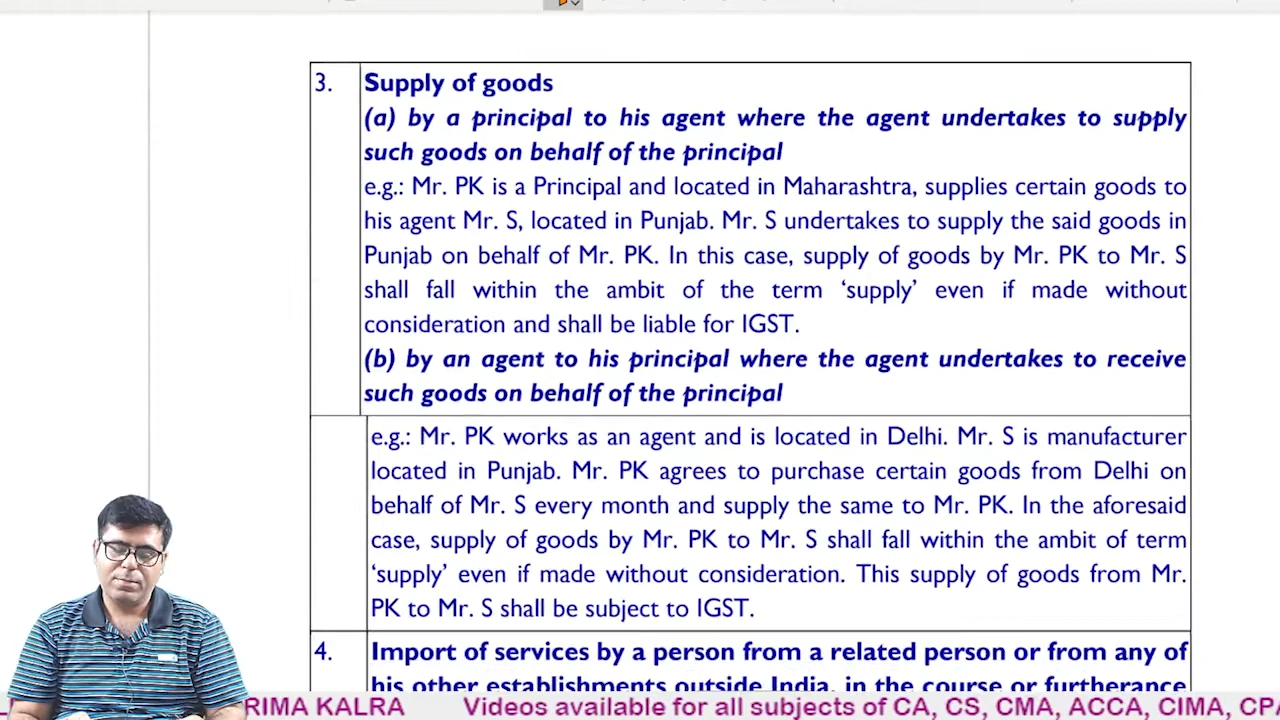 3. Supply of goods
(a) by a principal to his agent where the agent undertakes to supply
such goods on behalf of the principal
e.g.: Mr. PK is a Principal and located in Maharashtra, supplies certain goods to
his agent Mr. S, located in Punjab. Mr. S undertakes to supply the said goods in
Punjab on behalf of Mr. PK. In this case, supply of goods by Mr. PK to Mr. S
shall fall within the ambit of the term ‘supply’ even if made without
consideration and shall be liable for IGST.
(b) by an agent to his principal where the agent undertakes to receive
such goods on behalf of the principal
e.g.: Mr. PK works as an agent and is located in Delhi. Mr. S is manufacturer
located in Punjab. Mr. PK agrees to purchase certain goods from Delhi on
behalf of Mr. S every month and supply the same to Mr. PK. In the aforesaid
case, supply of goods by Mr. PK to Mr. S shall fall within the ambit of term
‘supply’ even if made without consideration. This supply of goods from Mr.
PK to Mr. S shall be subject to IGST.
4. Import of services by a person from a related person or from any of
his other establishments outside India, in the course or furtherance
RIMA KALRA Videos available for all subjects of CA, CS, CMA, ACCA, CIMA, CPA